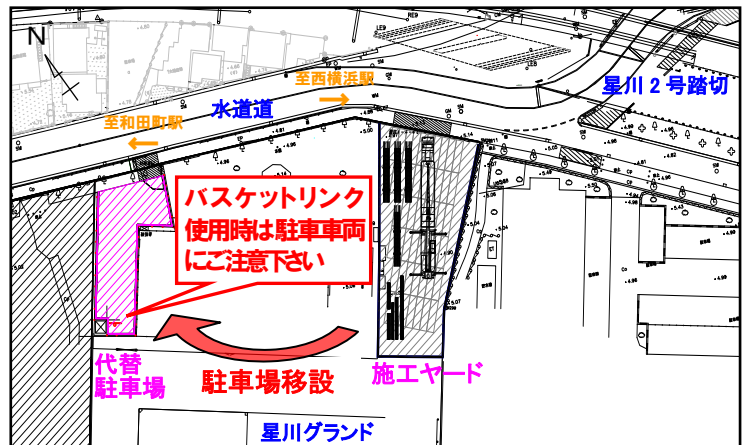 N
至西横浜駅
→
星川2号踏切
水道道
至和田町駅
←
バスケットリンク
使用時は駐車車両
にご注意下さい
代替
駐車場
駐車場移設
施工ヤード
星川グランド